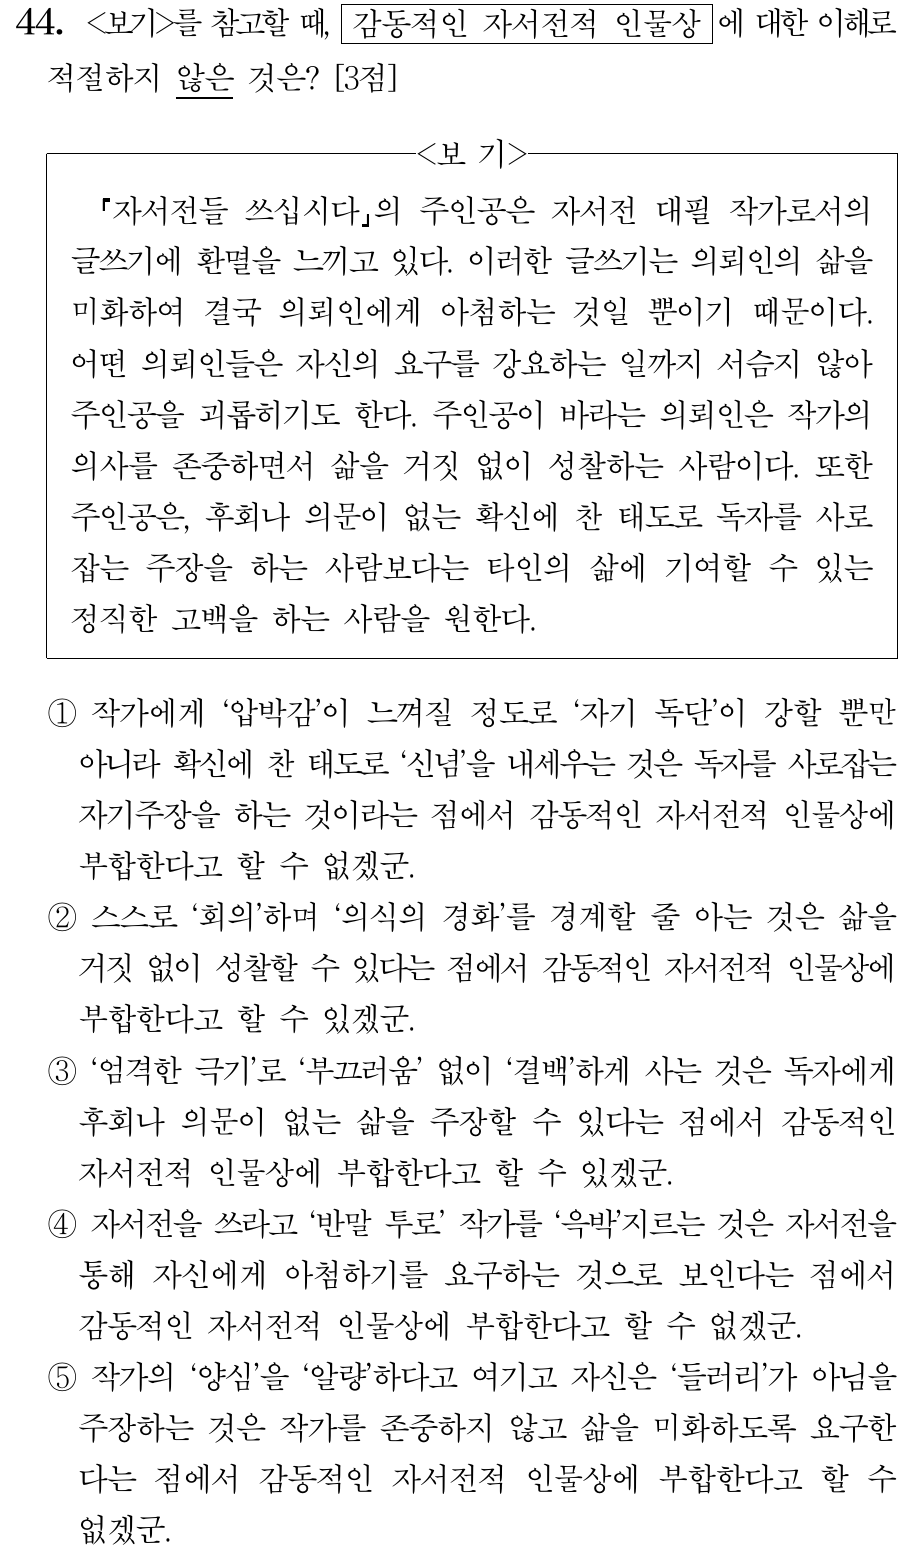 44. <보기>를 참고할 때, 감동적인 자서전적 인물상 에 대한 이해로
적절하지 않은 것은? [3점]
<보 기>
『자서전들 쓰십시다』의 주인공은 자서전 대필 작가로서의
글쓰기에 환멸을 느끼고 있다. 이러한 글쓰기는 의뢰인의 삶을
미화하여 결국 의뢰인에게 아첨하는 것일 뿐이기 때문이다.
어떤 의뢰인들은 자신의 요구를 강요하는 일까지 서슴지 않아
주인공을 괴롭히기도 한다. 주인공이 바라는 의뢰인은 작가의
의사를 존중하면서 삶을 거짓 없이 성찰하는 사람이다. 또한
주인공은, 후회나 의문이 없는 확신에 찬 태도로 독자를 사로
잡는 주장을 하는 사람보다는 타인의 삶에 기여할 수 있는
정직한 고백을 하는 사람을 원한다.
① 작가에게 ‘압박감’이 느껴질 정도로 ‘자기 독단’이 강할 뿐만
아니라 확신에 찬 태도로 ‘신념’을 내세우는 것은 독자를 사로잡는
자기주장을 하는 것이라는 점에서 감동적인 자서전적 인물상에
부합한다고 할 수 없겠군.
② 스스로 ‘회의’하며 ‘의식의 경화’를 경계할 줄 아는 것은 삶을
거짓 없이 성찰할 수 있다는 점에서 감동적인 자서전적 인물상에
부합한다고 할 수 있겠군.
③ ‘엄격한 극기’로 ‘부끄러움’ 없이 ‘결백’하게 사는 것은 독자에게
후회나 의문이 없는 삶을 주장할 수 있다는 점에서 감동적인
자서전적 인물상에 부합한다고 할 수 있겠군.
④ 자서전을 쓰라고 ‘반말 투로’ 작가를 ‘윽박’지르는 것은 자서전을
통해 자신에게 아첨하기를 요구하는 것으로 보인다는 점에서
감동적인 자서전적 인물상에 부합한다고 할 수 없겠군.
⑤ 작가의 ‘양심’을 ‘알량’하다고 여기고 자신은 ‘들러리’가 아님을
주장하는 것은 작가를 존중하지 않고 삶을 미화하도록 요구한
다는 점에서 감동적인 자서전적 인물상에 부합한다고 할 수
없겠군.